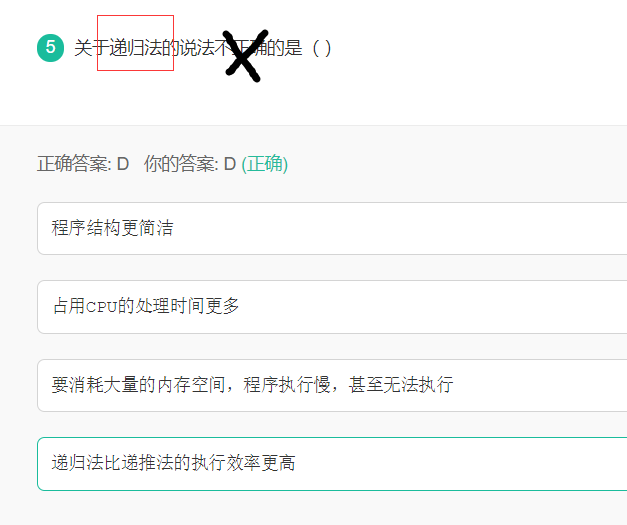 5 关于递归法的说法不正确的是（ ）
正确答案: D 你的答案: D (正确)
程序结构更简洁
占用CPU的处理时间更多
要消耗大量的内存空间，程序执行慢，甚至无法执行
递归法比递推法的执行效率更高